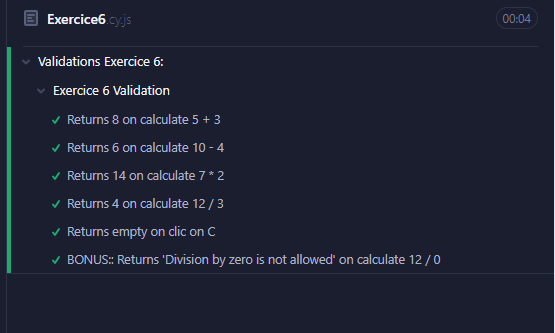 Exercice6.cy.js 00:04
Validations Exercice 6:
Exercice 6 Validation
Returns 8 on calculate 5 + 3
Returns 6 on calculate 10 - 4
Returns 14 on calculate 7 * 2
Returns 4 on calculate 12 / 3
Returns empty on clic on C
BONUS:: Returns 'Division by zero is not allowed' on calculate 12 / 0